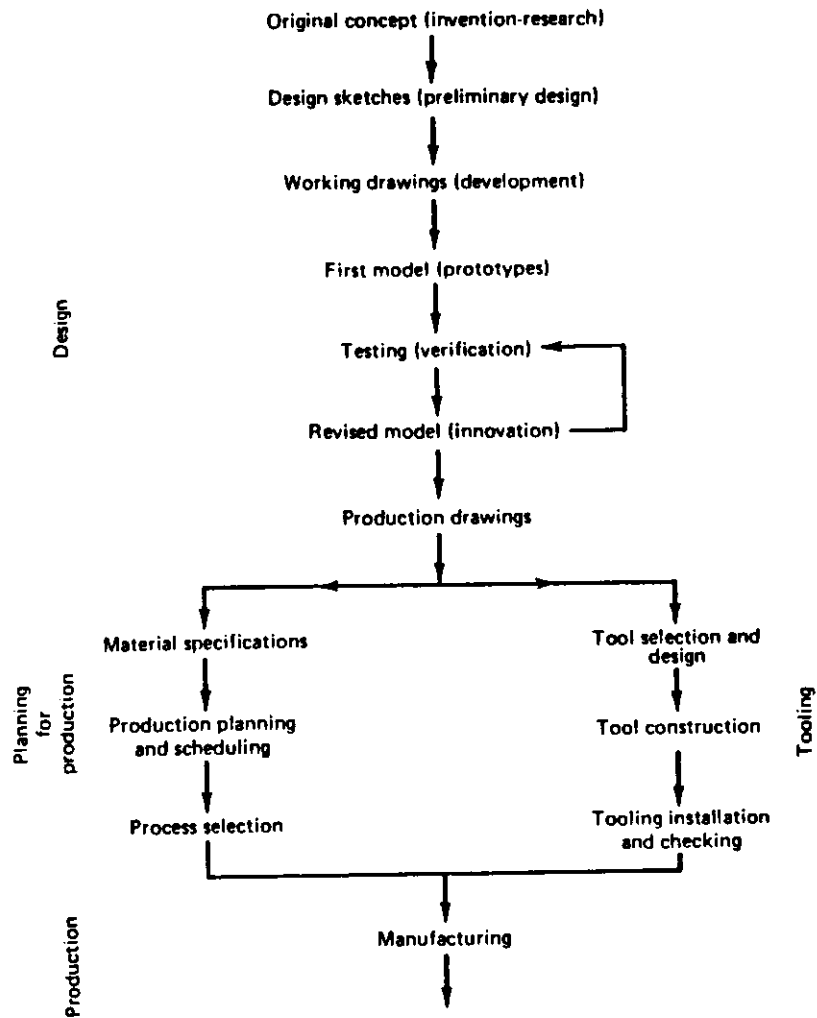 Original concept (invention-research)
Design sketches (preliminary design)
Working drawings (development)
First model (prototypes)
Design
Testing (verification)
Revised model (innovation)
Production drawings
Material specifications
Tool selection and
design
Planning
for
production
Production planning
and scheduling
Tool construction
Tooling
Process selection
Tooling installation
and checking
Production
Manufacturing